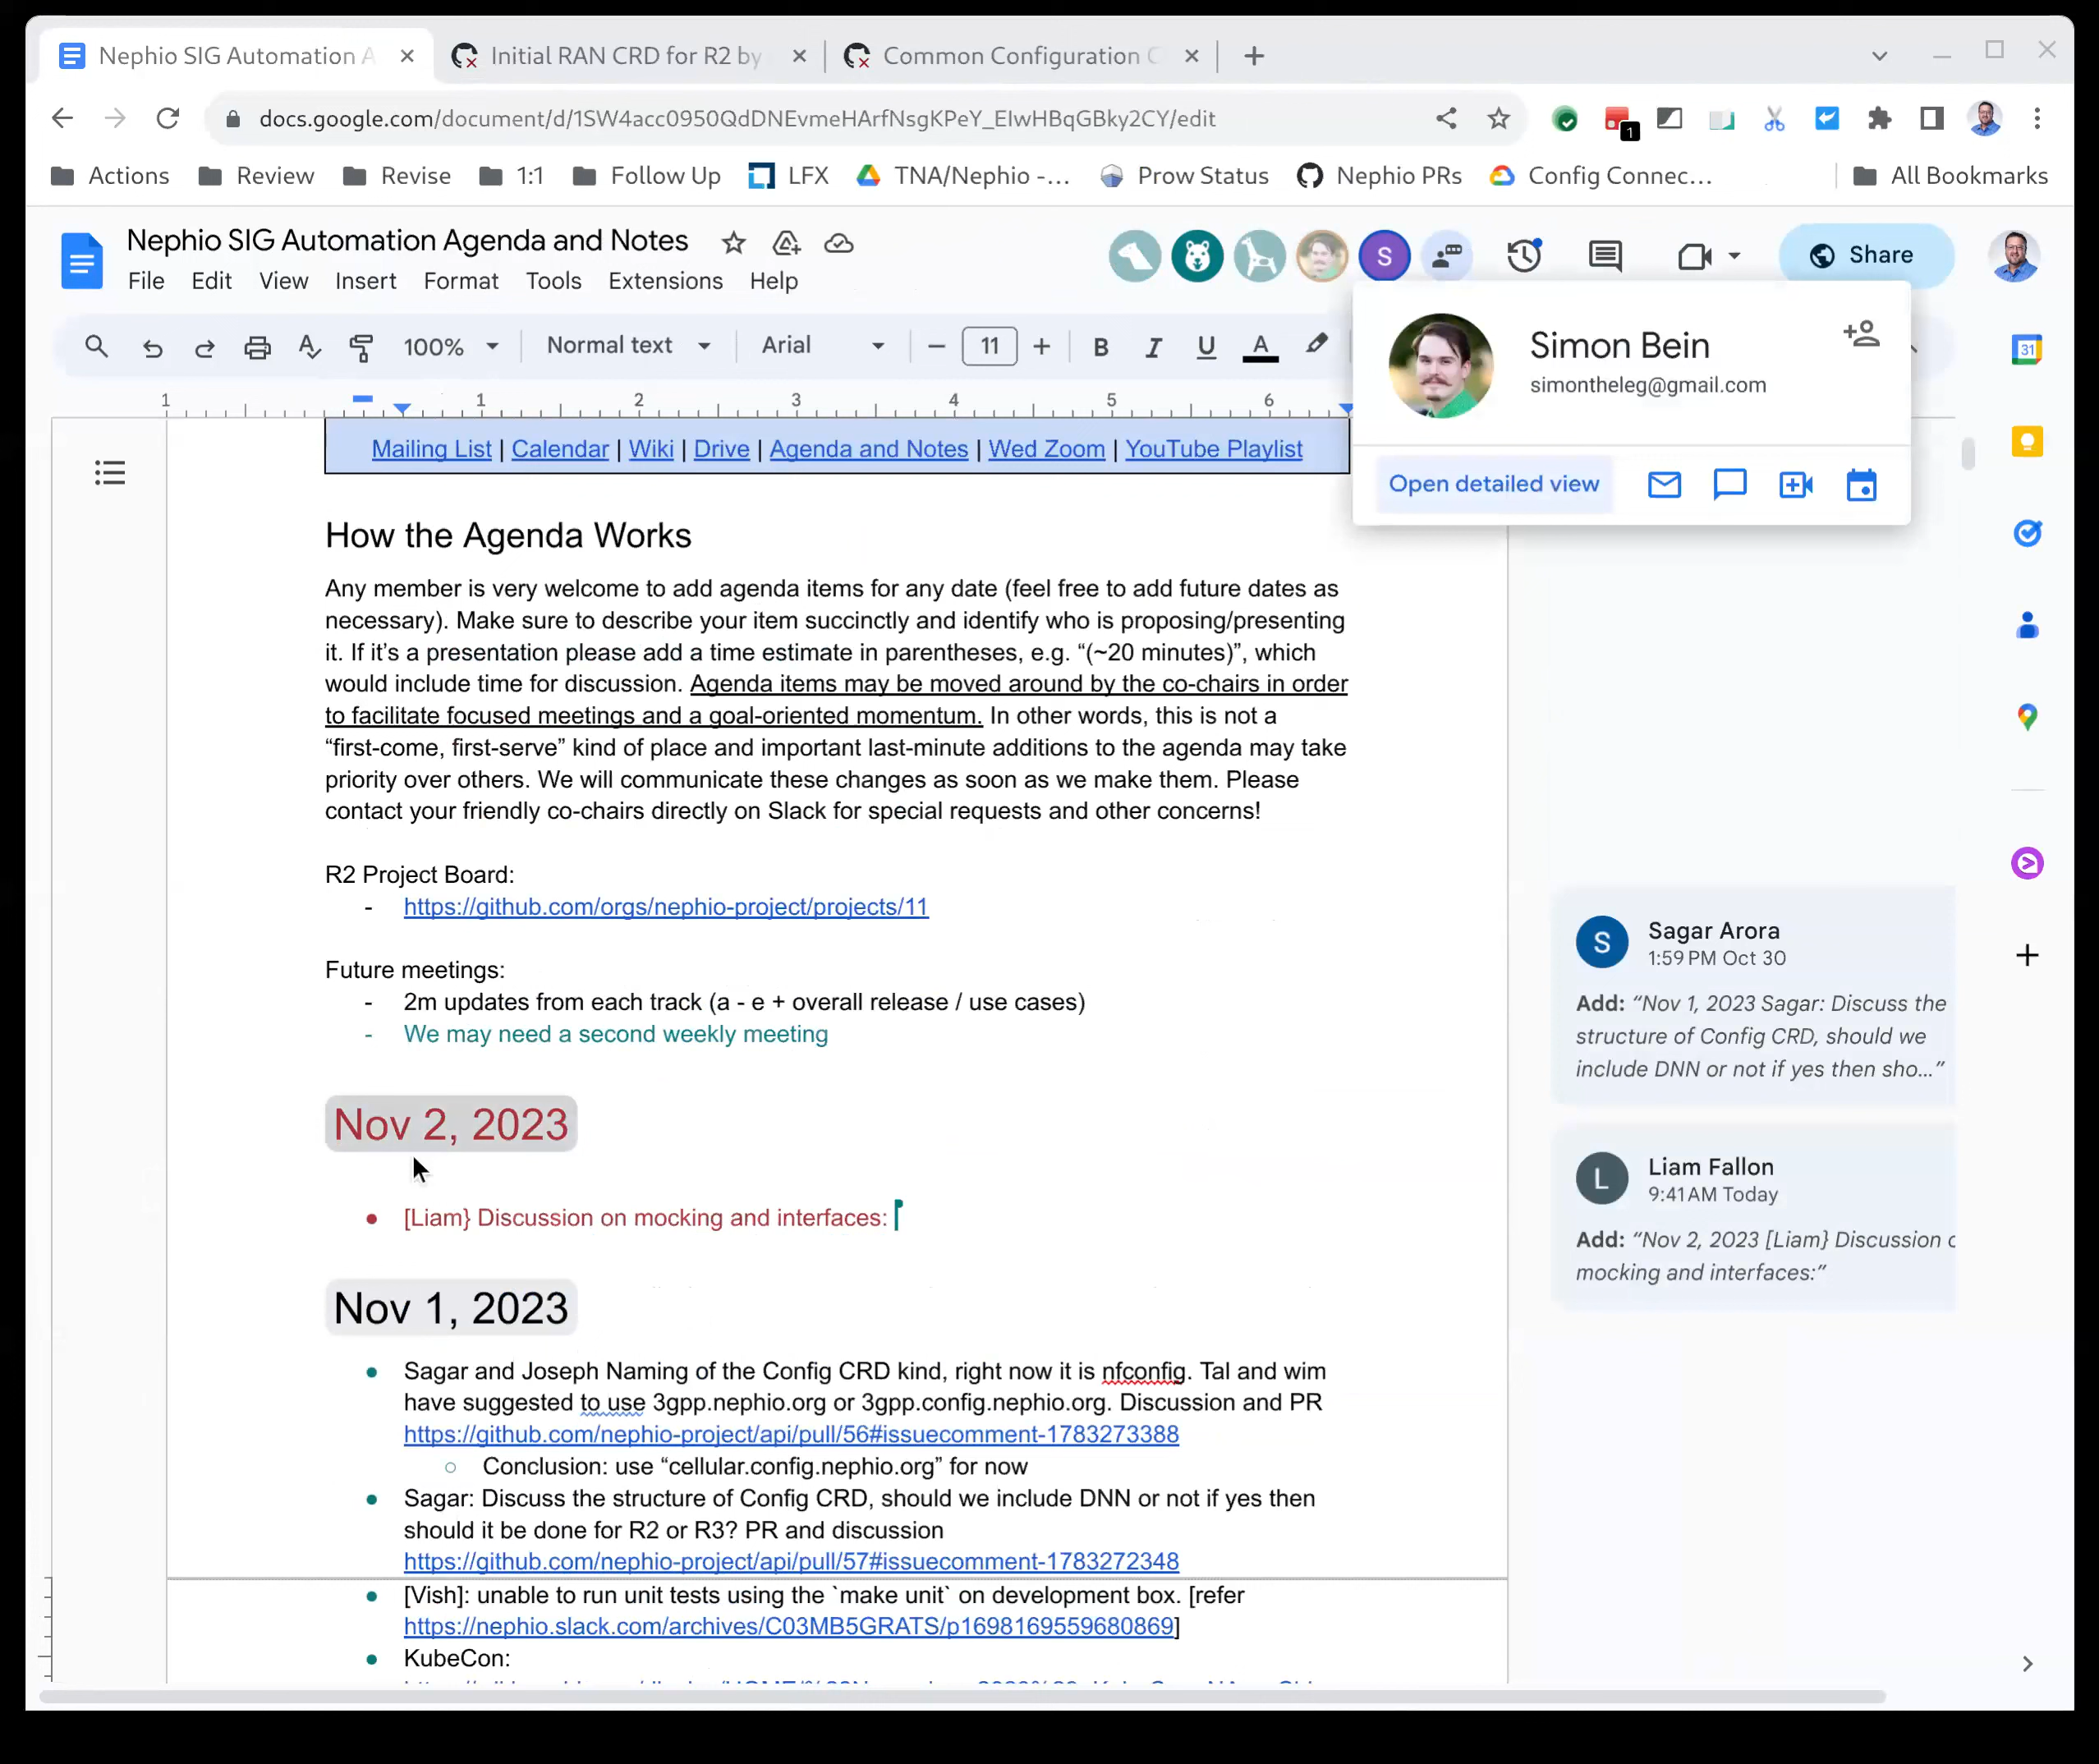 Nephio SIG Automation A
Initial RAN CRD for R2 by
Common Configuration C
docs.google.com/document/d/1SW4acc0950QdDNEvmeHArfNsgKPeY_EIwHBqGBky2CY/edit
1
Actions
Review
Revise
1:1
Follow Up
LFX
TNA/Nephio -...
Prow Status
Nephio PRs
Config Connec...
All Bookmarks
Nephio SIG Automation Agenda and Notes
S
Share
File Edit View Insert Format Tools Extensions Help
100%
Normal text
Arial
11
B I U A
Simon Bein
simontheleg@gmail.com
Open detailed view
31
1 1 2 3 4 5 6
Mailing List | Calendar | Wiki | Drive | Agenda and Notes | Wed Zoom | YouTube Playlist
How the Agenda Works
Any member is very welcome to add agenda items for any date (feel free to add future dates as
necessary). Make sure to describe your item succinctly and identify who is proposing/presenting
it. If it’s a presentation please add a time estimate in parentheses, e.g. “(~20 minutes)”, which
would include time for discussion. Agenda items may be moved around by the co-chairs in order
to facilitate focused meetings and a goal-oriented momentum. In other words, this is not a
“first-come, first-serve” kind of place and important last-minute additions to the agenda may take
priority over others. We will communicate these changes as soon as we make them. Please
contact your friendly co-chairs directly on Slack for special requests and other concerns!
R2 Project Board:
- https://github.com/orgs/nephio-project/projects/11
Future meetings:
- 2m updates from each track (a - e + overall release / use cases)
- We may need a second weekly meeting
Nov 2, 2023
● [Liam} Discussion on mocking and interfaces:
Nov 1, 2023
● Sagar and Joseph Naming of the Config CRD kind, right now it is nfconfig. Tal and wim
have suggested to use 3gpp.nephio.org or 3gpp.config.nephio.org. Discussion and PR
https://github.com/nephio-project/api/pull/56#issuecomment-1783273388
○ Conclusion: use “cellular.config.nephio.org” for now
● Sagar: Discuss the structure of Config CRD, should we include DNN or not if yes then
should it be done for R2 or R3? PR and discussion
https://github.com/nephio-project/api/pull/57#issuecomment-1783272348
● [Vish]: unable to run unit tests using the `make unit` on development box. [refer
https://nephio.slack.com/archives/C03MB5GRATS/p1698169559680869]
● KubeCon:
S
Sagar Arora
1:59 PM Oct 30
Add: “Nov 1, 2023 Sagar: Discuss the
structure of Config CRD, should we
include DNN or not if yes then sho...”
L
Liam Fallon
9:41 AM Today
Add: “Nov 2, 2023 [Liam} Discussion o
mocking and interfaces:”